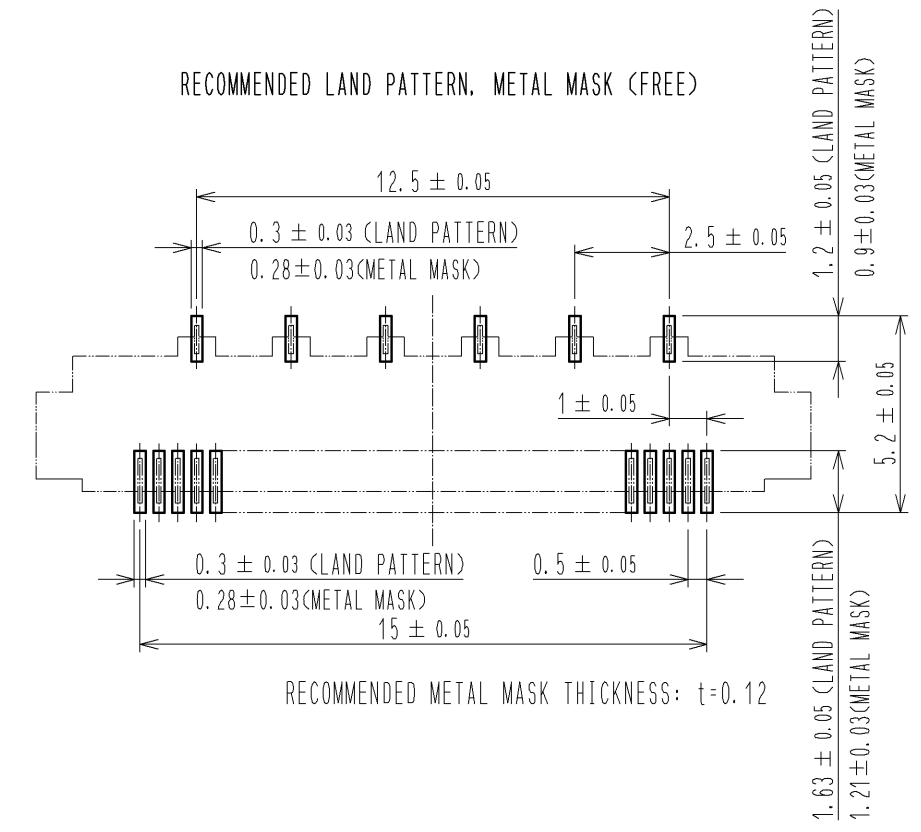 RECOMMENDED LAND PATTERN, METAL MASK (FREE)
12.5 ± 0.05
0.3 ± 0.03 (LAND PATTERN)
0.28±0.03(METAL MASK)
2.5 ± 0.05
1.2 ± 0.05 (LAND PATTERN)
0.9±0.03(METAL MASK)
1 ± 0.05
5.2 ± 0.05
0.3 ± 0.03 (LAND PATTERN)
0.28±0.03(METAL MASK)
0.5 ± 0.05
15 ± 0.05
1.63 ± 0.05 (LAND PATTERN)
1.21±0.03(METAL MASK)
RECOMMENDED METAL MASK THICKNESS: t=0.12